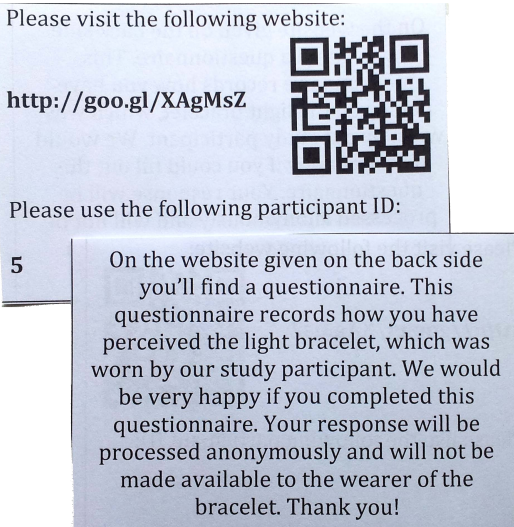 Please visit the following website:
http://goo.gl/XAgMsZ
Please use the following participant ID:
5
On the website given on the back side
you'll find a questionnaire. This
questionnaire records how you have
perceived the light bracelet, which was
worn by our study participant. We would
be very happy if you completed this
questionnaire. Your response will be
processed anonymously and will not be
made available to the wearer of the
bracelet. Thank you!